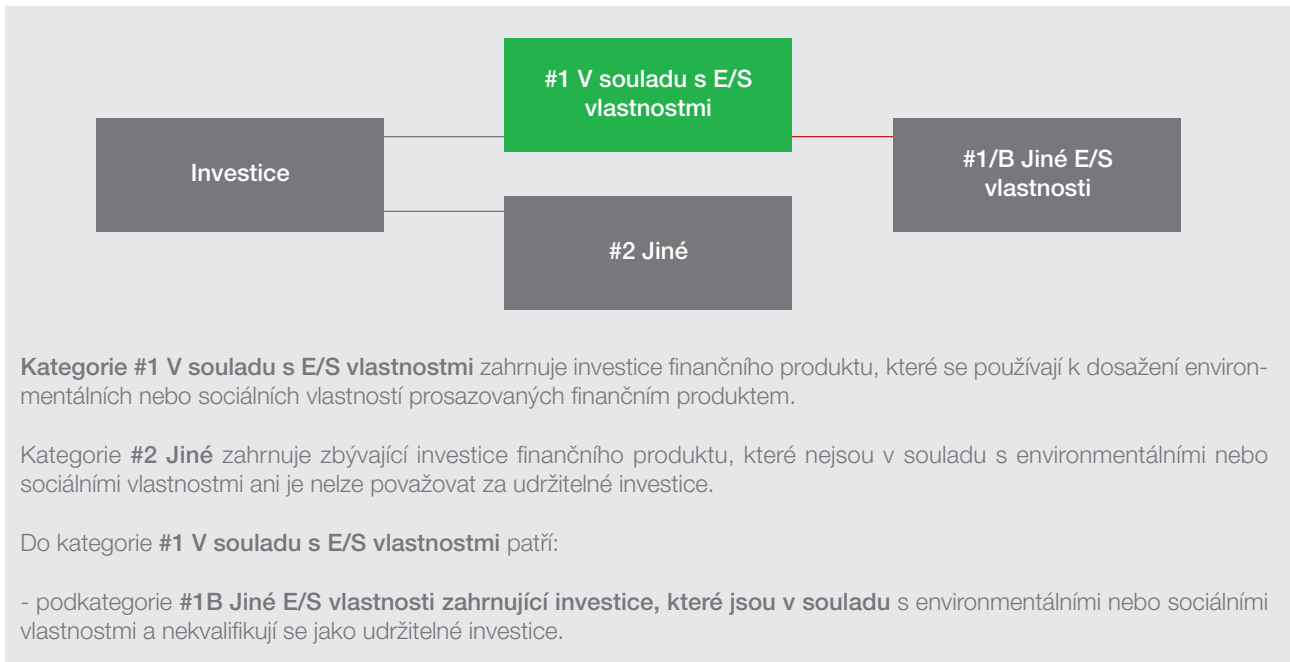 #1 V souladu s E/S
vlastnostmi
Investice
#1/B Jiné E/S
vlastnosti
#2 Jiné
Kategorie #1 V souladu s E/S vlastnostmi zahrnuje investice finančního produktu, které se používají k dosažení environ-
mentálních nebo sociálních vlastností prosazovaných finančním produktem.
Kategorie #2 Jiné zahrnuje zbývající investice finančního produktu, které nejsou v souladu s environmentálními nebo
sociálními vlastnostmi ani je nelze považovat za udržitelné investice.
Do kategorie #1 V souladu s E/S vlastnostmi patří:
- podkategorie #1B Jiné E/S vlastnosti zahrnující investice, které jsou v souladu s environmentálními nebo sociálními
vlastnostmi a nekvalifikují se jako udržitelné investice.